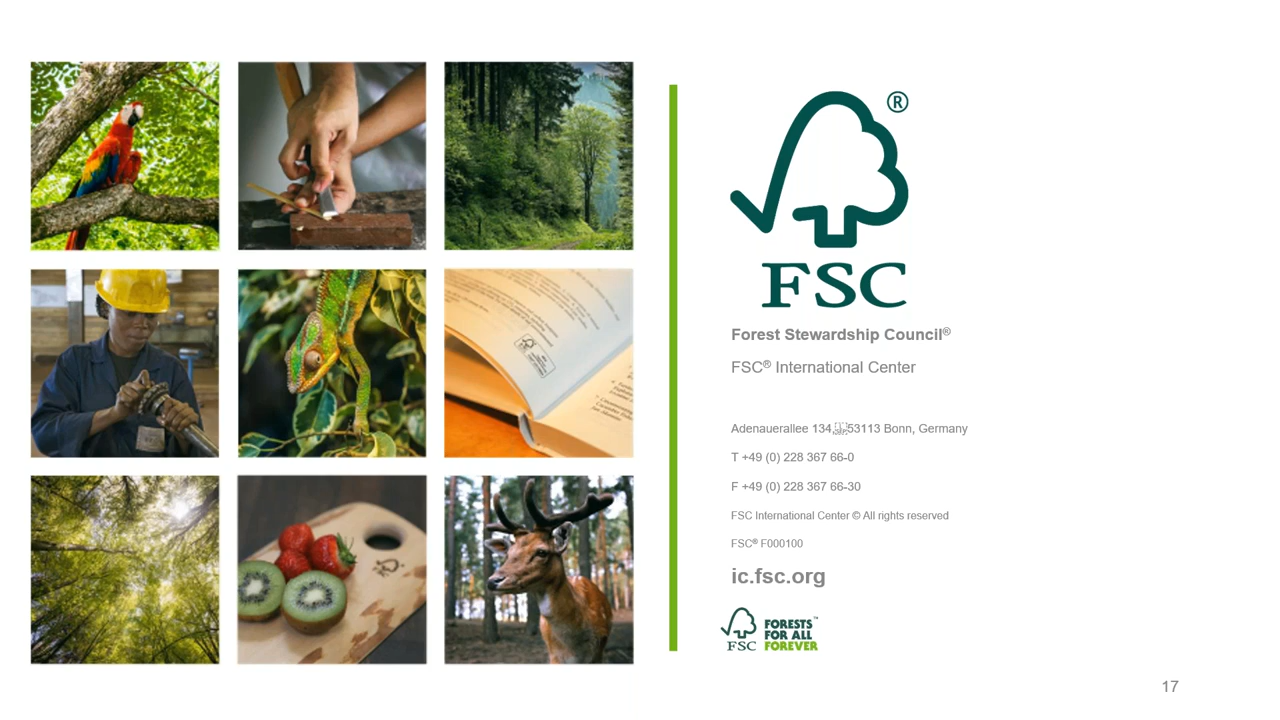 ®
FSC
Forest Stewardship Council®
FSC® International Center
Adenauerallee 134, 53113 Bonn, Germany
T +49 (0) 228 367 66-0
F +49 (0) 228 367 66-30
FSC International Center © All rights reserved
FSC® F000100
ic.fsc.org
FSC
FORESTS™
FOR ALL
FOREVER
17